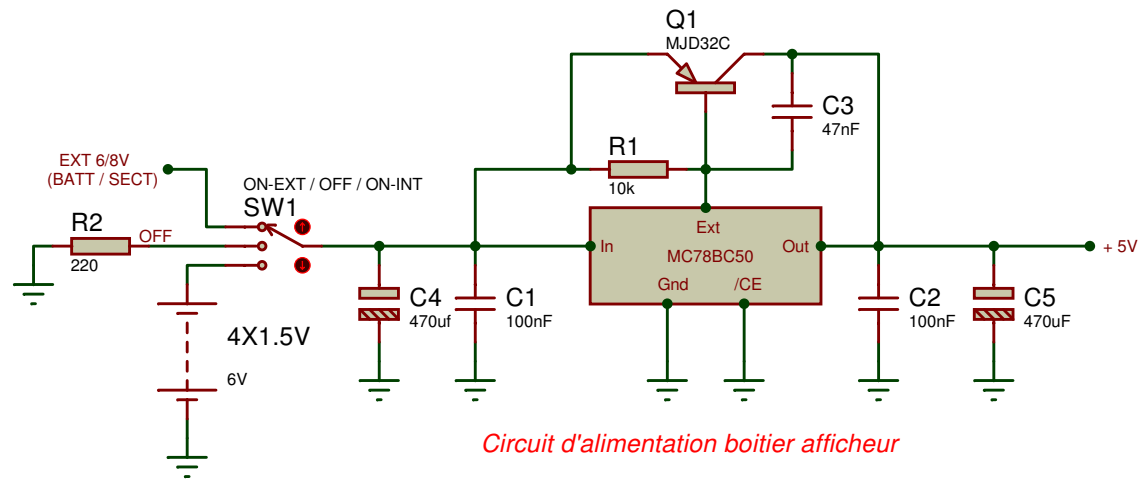 Q1
MJD32C
C3
47nF
R1
10k
EXT 6/8V
(BATT / SECT)
ON-EXT / OFF / ON-INT
SW1
R2
OFF
220
Ext
In
MC78BC50
Out
Gnd
/CE
+ 5V
C4
470uf
C1
100nF
C2
100nF
C5
470uF
4X1.5V
6V
Circuit d'alimentation boitier afficheur